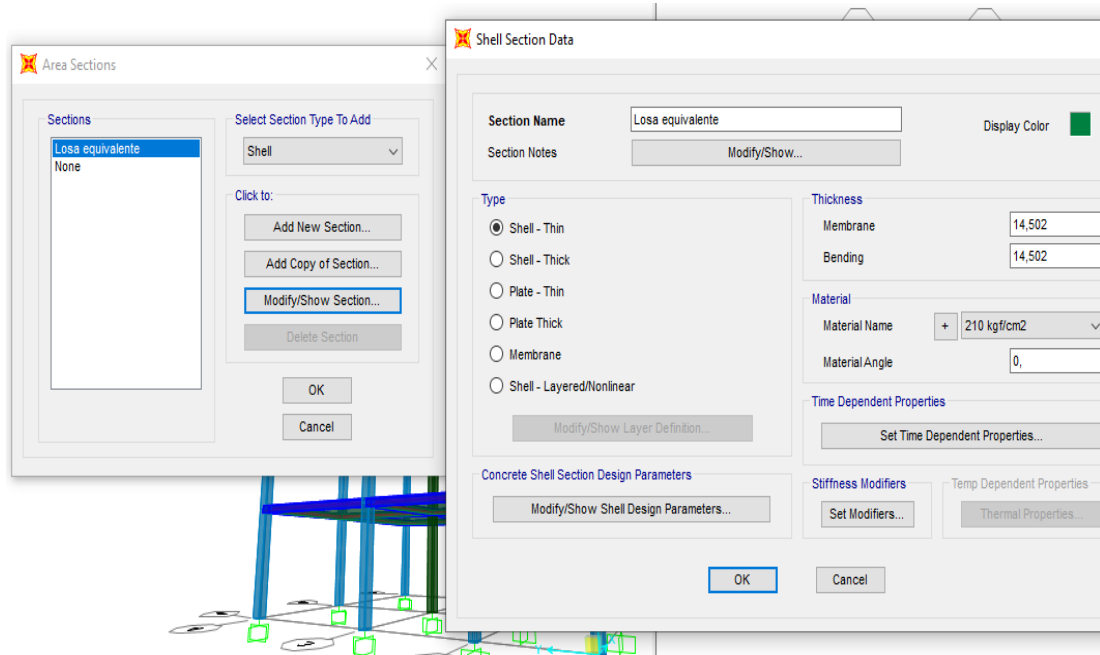 Area Sections
Sections
Losa equivalente
None
Select Section Type To Add
Shell
Click to:
Add New Section...
Add Copy of Section...
Modify/Show Section...
Delete Section
OK
Cancel
Shell Section Data
Section Name
Losa equivalente
Display Color
Section Notes
Modify/Show...
Type
Shell - Thin
Shell - Thick
Plate - Thin
Plate Thick
Membrane
Shell - Layered/Nonlinear
Modify/Show Layer Definition...
Concrete Shell Section Design Parameters
Modify/Show Shell Design Parameters...
Thickness
Membrane
14,502
Bending
14,502
Material
Material Name
+
210 kgf/cm2
Material Angle
0,
Time Dependent Properties
Set Time Dependent Properties...
Stiffness Modifiers
Set Modifiers...
Temp Dependent Properties
Thermal Properties...
OK
Cancel